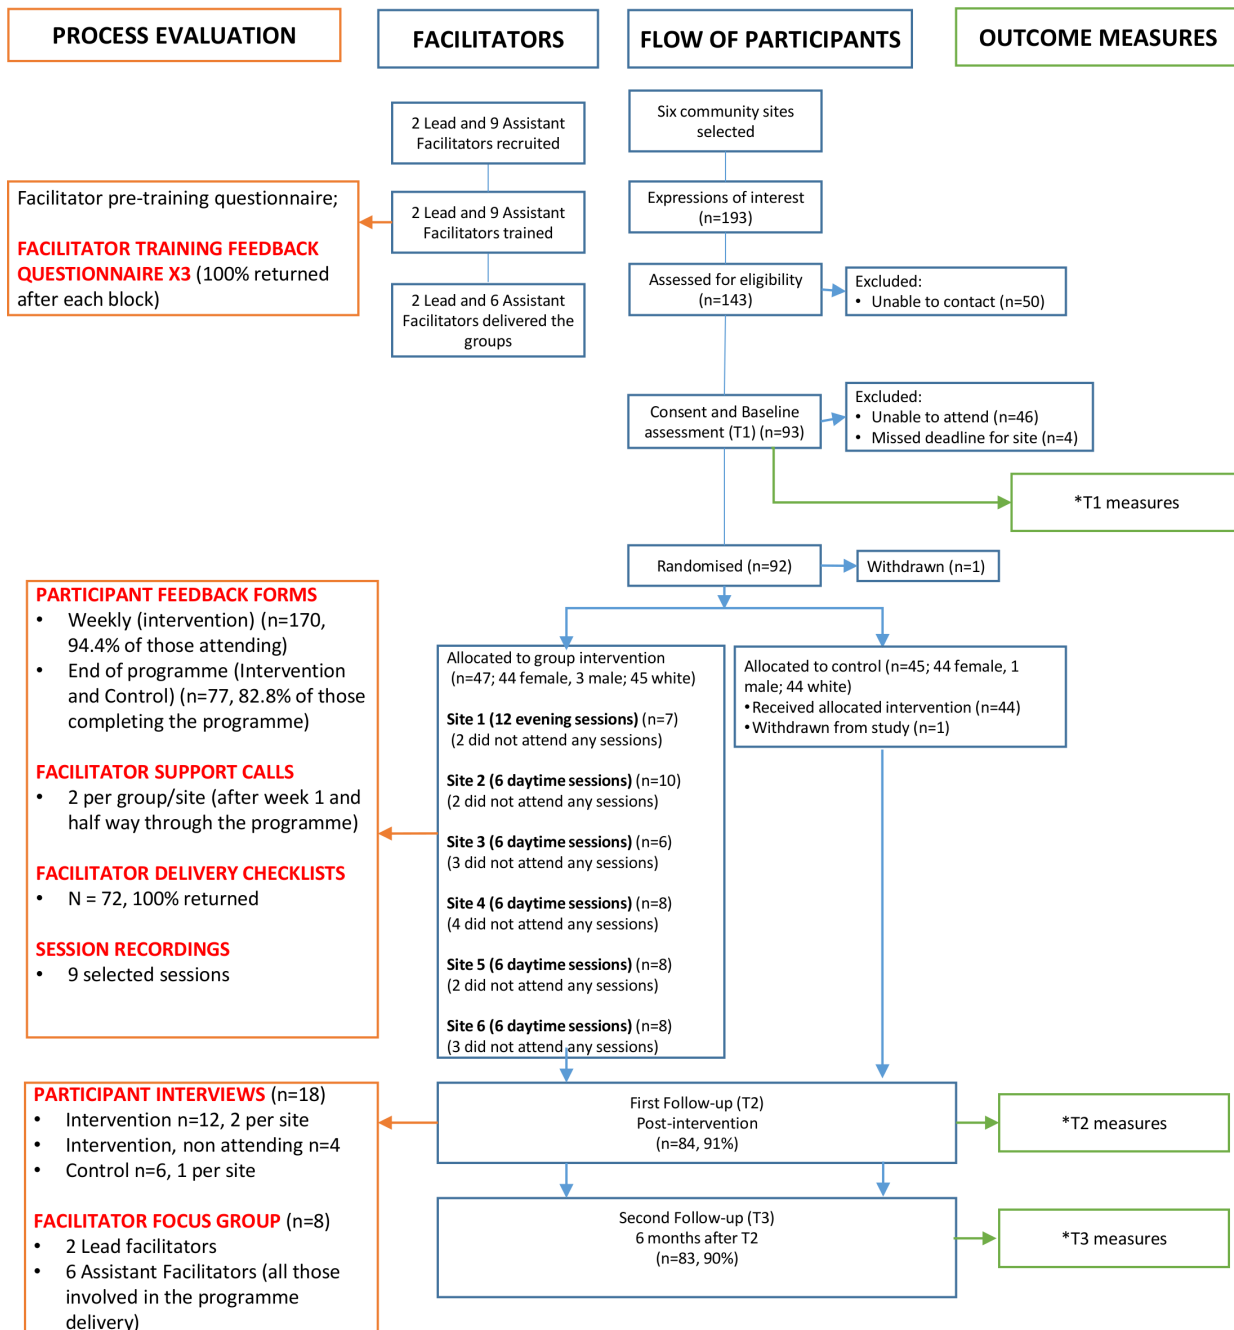 PROCESS EVALUATION
FACILITATORS
FLOW OF PARTICIPANTS
OUTCOME MEASURES
2 Lead and 9 Assistant
Facilitators recruited
2 Lead and 9 Assistant
Facilitators trained
2 Lead and 6 Assistant
Facilitators delivered the
groups
Facilitator pre-training questionnaire;
FACILITATOR TRAINING FEEDBACK
QUESTIONNAIRE X3 (100% returned
after each block)
Six community sites
selected
Expressions of interest
(n=193)
Assessed for eligibility
(n=143)
Excluded:
• Unable to contact (n=50)
Consent and Baseline
assessment (T1) (n=93)
Excluded:
• Unable to attend (n=46)
• Missed deadline for site (n=4)
*T1 measures
Randomised (n=92)
Withdrawn (n=1)
PARTICIPANT FEEDBACK FORMS
• Weekly (intervention) (n=170,
94.4% of those attending)
• End of programme (Intervention
and Control) (n=77, 82.8% of those
completing the programme)
FACILITATOR SUPPORT CALLS
• 2 per group/site (after week 1 and
half way through the programme)
FACILITATOR DELIVERY CHECKLISTS
• N = 72, 100% returned
SESSION RECORDINGS
• 9 selected sessions
Allocated to group intervention
(n=47; 44 female, 3 male; 45 white)
Site 1 (12 evening sessions) (n=7)
(2 did not attend any sessions)
Site 2 (6 daytime sessions) (n=10)
(2 did not attend any sessions)
Site 3 (6 daytime sessions) (n=6)
(3 did not attend any sessions)
Site 4 (6 daytime sessions) (n=8)
(4 did not attend any sessions)
Site 5 (6 daytime sessions) (n=8)
(2 did not attend any sessions)
Site 6 (6 daytime sessions) (n=8)
(3 did not attend any sessions)
Allocated to control (n=45; 44 female, 1
male; 44 white)
•Received allocated intervention (n=44)
•Withdrawn from study (n=1)
PARTICIPANT INTERVIEWS (n=18)
• Intervention n=12, 2 per site
• Intervention, non attending n=4
• Control n=6, 1 per site
FACILITATOR FOCUS GROUP (n=8)
• 2 Lead facilitators
• 6 Assistant Facilitators (all those
involved in the programme
delivery)
First Follow-up (T2)
Post-intervention
(n=84, 91%)
*T2 measures
Second Follow-up (T3)
6 months after T2
(n=83, 90%)
*T3 measures